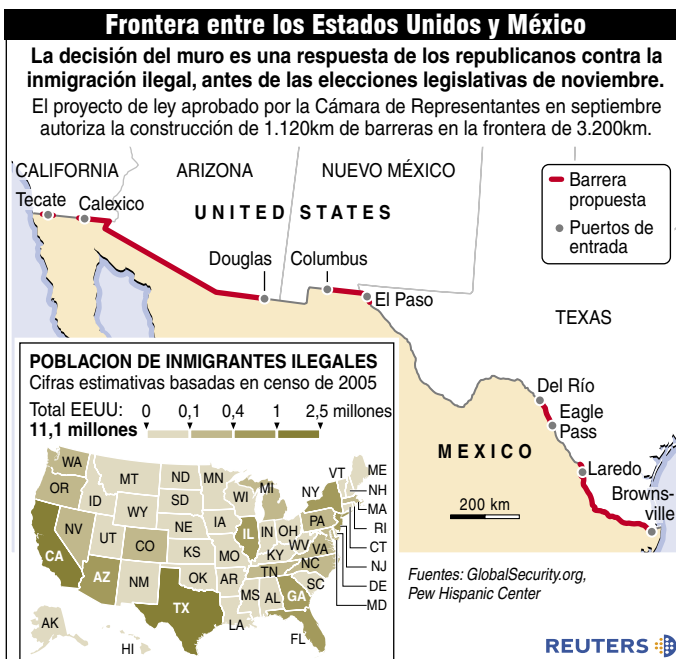 Frontera entre los Estados Unidos y México
La decisión del muro es una respuesta de los republicanos contra la
inmigración ilegal, antes de las elecciones legislativas de noviembre.
El proyecto de ley aprobado por la Cámara de Representantes en septiembre
autoriza la construcción de 1.120km de barreras en la frontera de 3.200km.
CALIFORNIA
ARIZONA
NUEVO MÉXICO
Barrera
propuesta
Puertos de
entrada
Tecate
Calexico
UNITED STATES
Douglas
Columbus
El Paso
TEXAS
Del Río
Eagle
Pass
MEXICO
Laredo
Browns-
ville
200 km
POBLACION DE INMIGRANTES ILEGALES
Cifras estimativas basadas en censo de 2005
Total EEUU:
11,1 millones
0 0,1 0,4 1 2,5 millones
WA
OR
CA
NV
ID
MT
WY
UT
AZ
CO
NM
ND
SD
NE
KS
OK
TX
MN
IA
MO
AR
LA
WI
IL
MI
IN
OH
KY
TN
MS
AL
GA
FL
SC
NC
VA
WV
PA
NY
VT
ME
NH
MA
RI
CT
NJ
DE
MD
AK
HI
Fuentes: GlobalSecurity.org,
Pew Hispanic Center
REUTERS